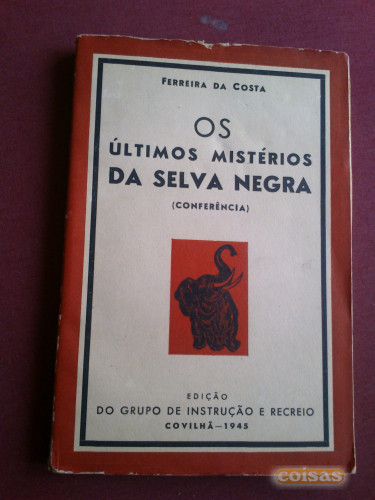 FERREIRA DA COSTA
OS
ÚLTIMOS MISTÉRIOS
DA SELVA NEGRA
(CONFERÊNCIA)
EDIÇÃO
DO GRUPO DE INSTRUÇÃO E RECREIO
COVILHÃ—1945
coisas